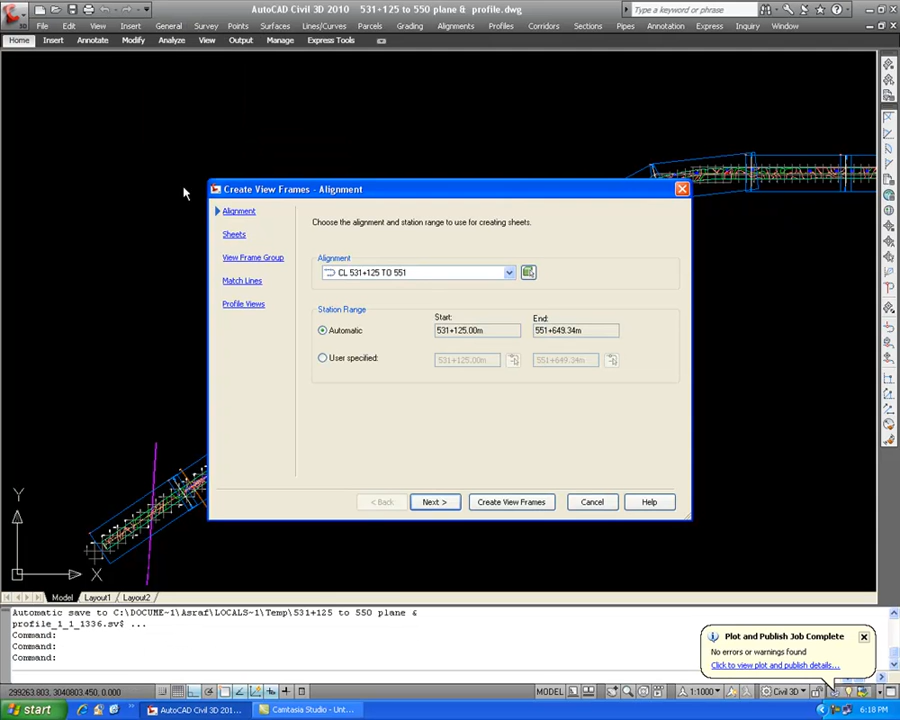 AutoCAD Civil 3D 2010   531+125 to 550 plane & profile.dwg
Type a keyword or phrase
File Edit View Insert General Survey Points Surfaces Lines/Curves Parcels Grading Alignments Profiles Corridors Sections Pipes Annotation Express Inquiry Window
Home Insert Annotate Modify Analyze View Output Manage Express Tools
Create View Frames - Alignment
Alignment
Sheets
View Frame Group
Match Lines
Profile Views
Choose the alignment and station range to use for creating sheets.
Alignment
CL 531+125 TO 551
Station Range
Start: End:
Automatic 531+125.00m 551+649.34m
User specified: 531+125.00m 551+649.34m
< Back Next > Create View Frames Cancel Help
Y
X
Model Layout1 Layout2
Automatic save to C:\DOCUME~1\Asraf\LOCALS~1\Temp\531+125 to 550 plane &
profile_1_1_1336.sv$ ...
Command:
Command:
Command:
Plot and Publish Job Complete
No errors or warnings found
Click to view plot and publish details...
299263.803, 3040803.450, 0.000 MODEL 1:1000 Civil 3D
start AutoCAD Civil 3D 201... Camtasia Studio - Unt... 6:18 PM